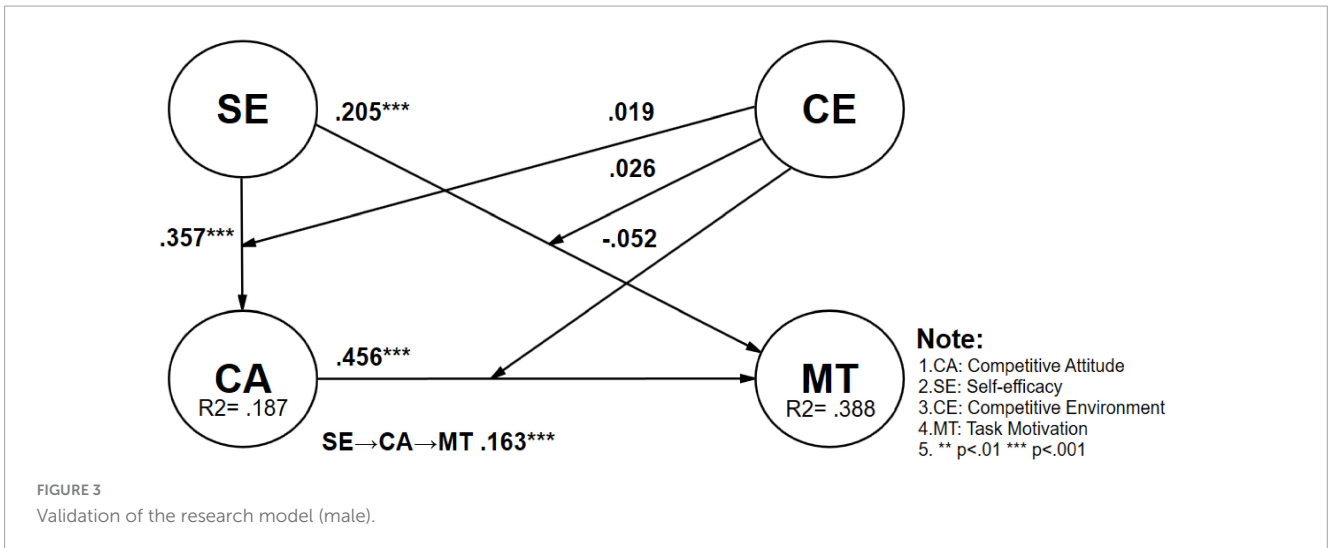 SE
.205***
.019
CE
.026
.357***
-.052
.456***
CA
R2= .187
MT
R2= .388
SE→CA→MT .163***
Note:
1.CA: Competitive Attitude
2.SE: Self-efficacy
3.CE: Competitive Environment
4.MT: Task Motivation
5. ** p<.01 *** p<.001
FIGURE 3
Validation of the research model (male).